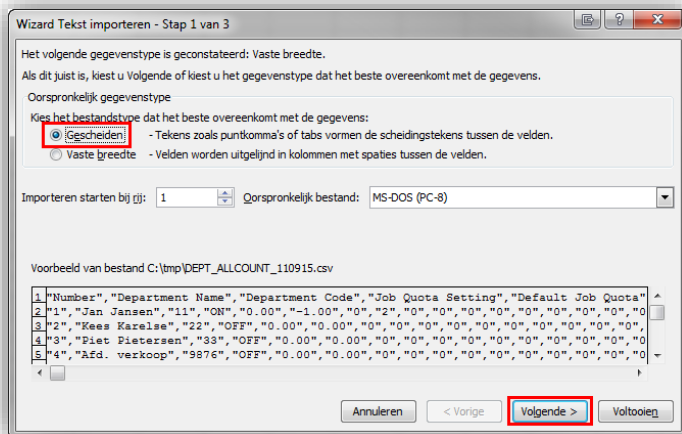 Wizard Tekst importeren - Stap 1 van 3
Het volgende gegevenstype is geconstateerd: Vaste breedte.
Als dit juist is, kiest u Volgende of kiest u het gegevenstype dat het beste overeenkomt met de gegevens.
Oorspronkelijk gegevenstype
Kies het bestandstype dat het beste overeenkomt met de gegevens:
Gescheiden - Tekens zoals puntkomma's of tabs vormen de scheidingstekens tussen de velden.
Vaste breedte - Velden worden uitgelijnd in kolommen met spaties tussen de velden.
Importeren starten bij rij: 1 Oorspronkelijk bestand: MS-DOS (PC-8)
Voorbeeld van bestand C:\tmp\DEPT_ALLCOUNT_110915.csv
1 "Number","Department Name","Department Code","Job Quota Setting","Default Job Quota"
2 "1","Jan Jansen","11","ON","0.00","-1.00","0","2","0","0","0","0","0","0","0","0
3 "2","Kees Karelse","22","OFF","0.00","0.00","0","0","0","0","0","0","0","0","0",
4 "3","Piet Pietersen","33","OFF","0.00","0.00","0","0","0","0","0","0","0","0","0
5 "4","Afd. verkoop","9876","OFF","0.00","0.00","0","0","0","0","0","0","0","0","0
Annuleren < Vorige Volgende > Voltooien